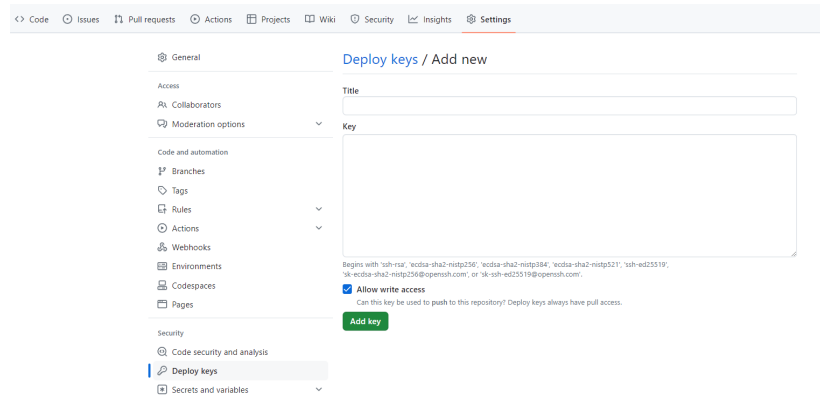 Code Issues Pull requests Actions Projects Wiki Security Insights Settings
General
Access
Collaborators
Moderation options
Code and automation
Branches
Tags
Rules
Actions
Webhooks
Environments
Codespaces
Pages
Security
Code security and analysis
Deploy keys
Secrets and variables
Deploy keys / Add new
Title
Key
Begins with 'ssh-rsa', 'ecdsa-sha2-nistp256', 'ecdsa-sha2-nistp384', 'ecdsa-sha2-nistp521', 'ssh-ed25519',
'sk-ecdsa-sha2-nistp256@openssh.com', or 'sk-ssh-ed25519@openssh.com'.
Allow write access
Can this key be used to push to this repository? Deploy keys always have pull access.
Add key